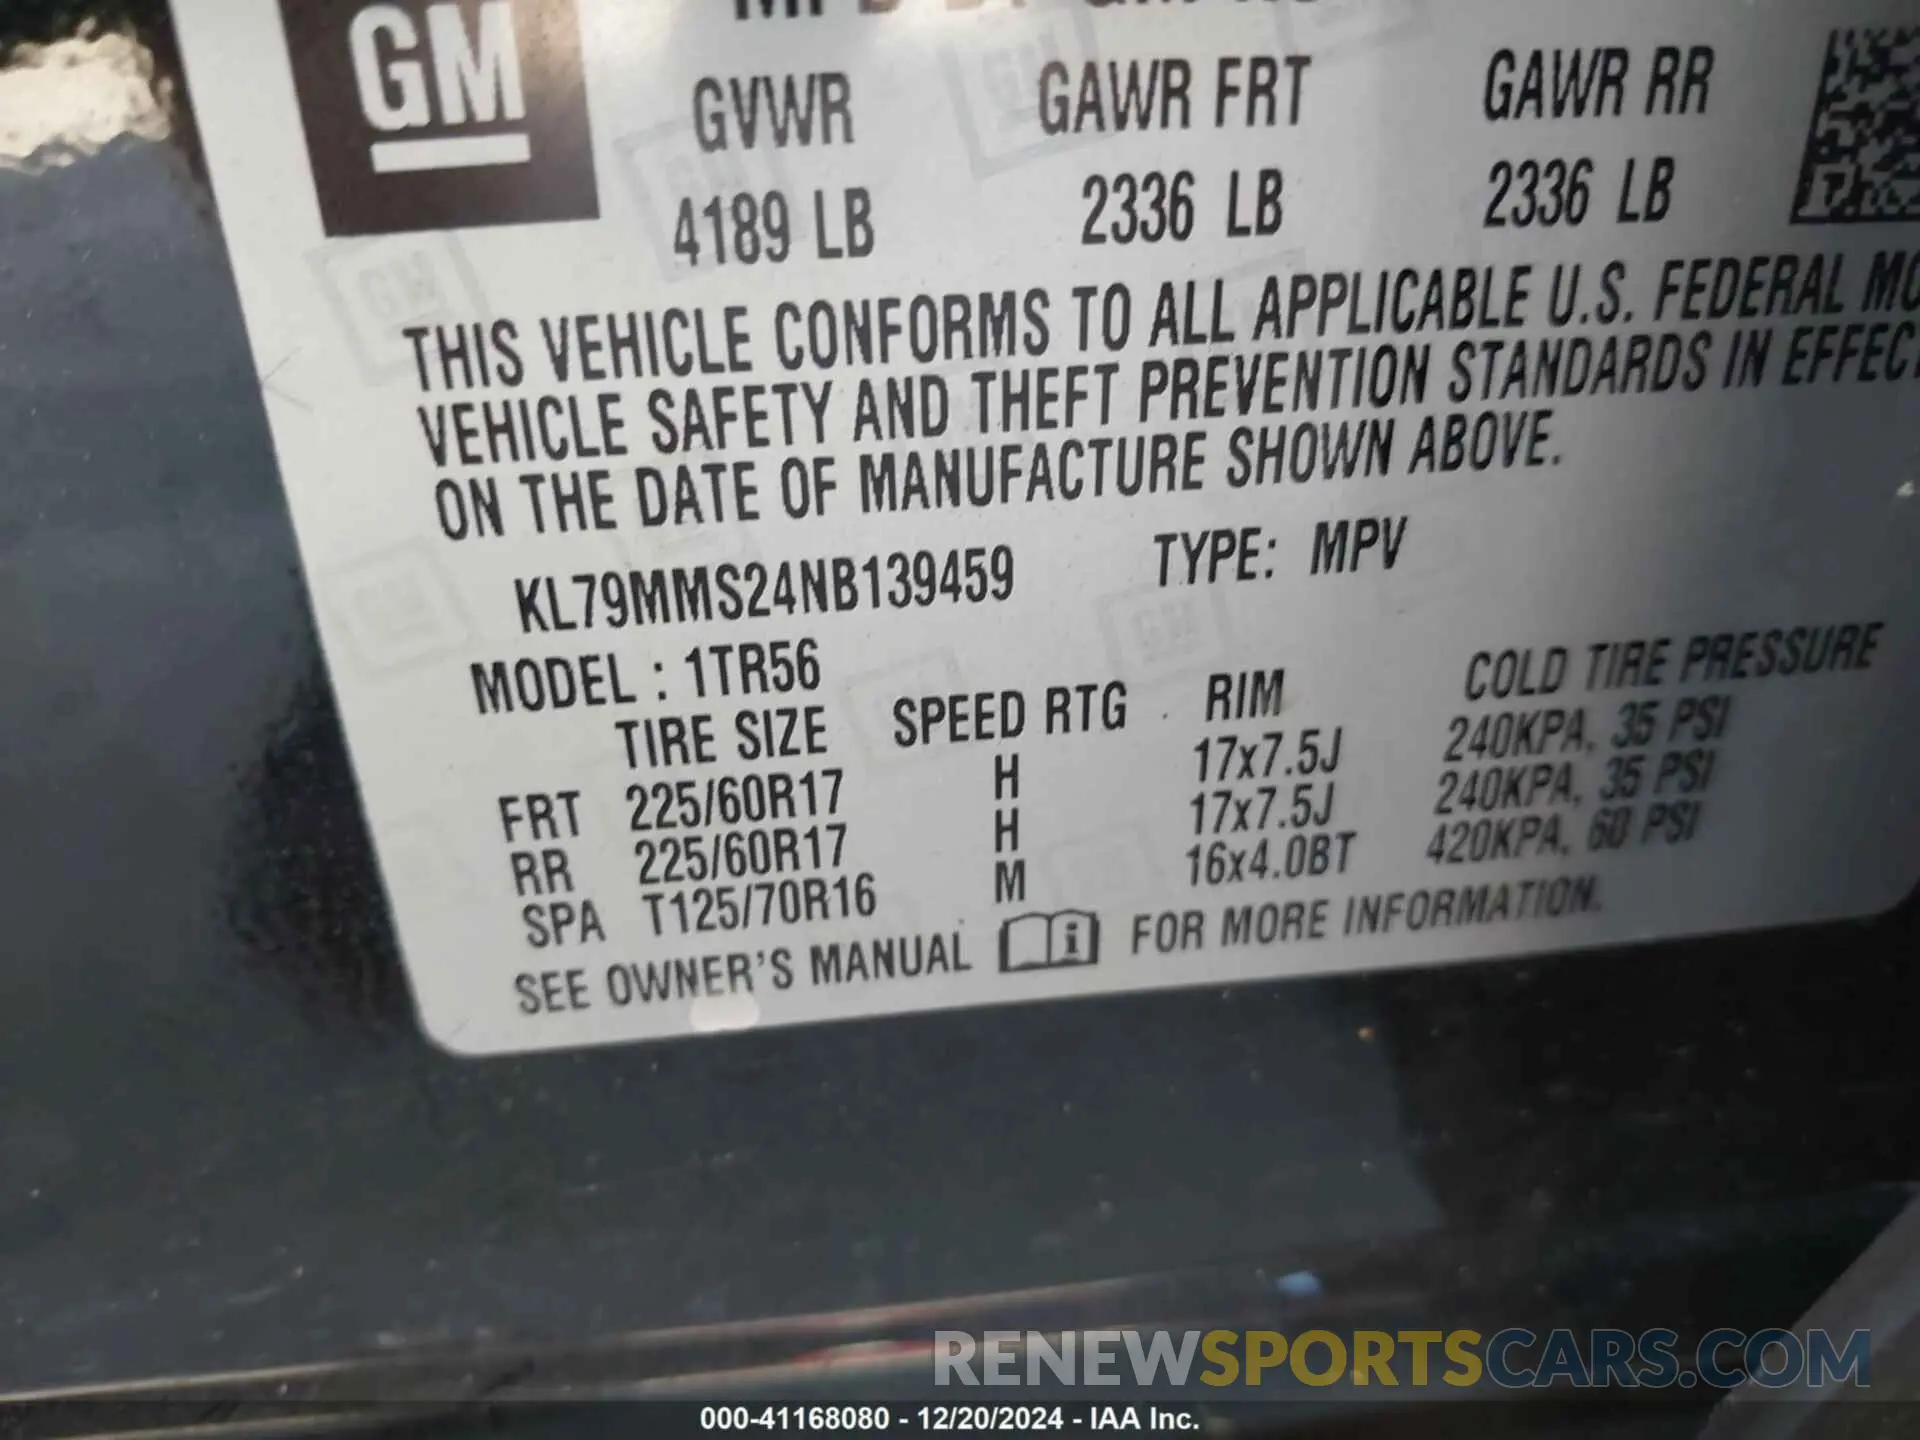 GM
GVWR GAWR FRT GAWR RR
4189 LB 2336 LB 2336 LB
THIS VEHICLE CONFORMS TO ALL APPLICABLE U.S. FEDERAL MO
VEHICLE SAFETY AND THEFT PREVENTION STANDARDS IN EFFECT
ON THE DATE OF MANUFACTURE SHOWN ABOVE.
KL79MMS24NB139459 TYPE: MPV
MODEL : 1TR56
TIRE SIZE SPEED RTG RIM COLD TIRE PRESSURE
FRT 225/60R17 H 17x7.5J 240KPA, 35 PSI
RR 225/60R17 H 17x7.5J 240KPA, 35 PSI
SPA T125/70R16 M 16x4.0BT 420KPA, 60 PSI
SEE OWNER'S MANUAL i FOR MORE INFORMATION.
RENEWSPORTSCARS.COM
000-41168080 - 12/20/2024 - IAA Inc.